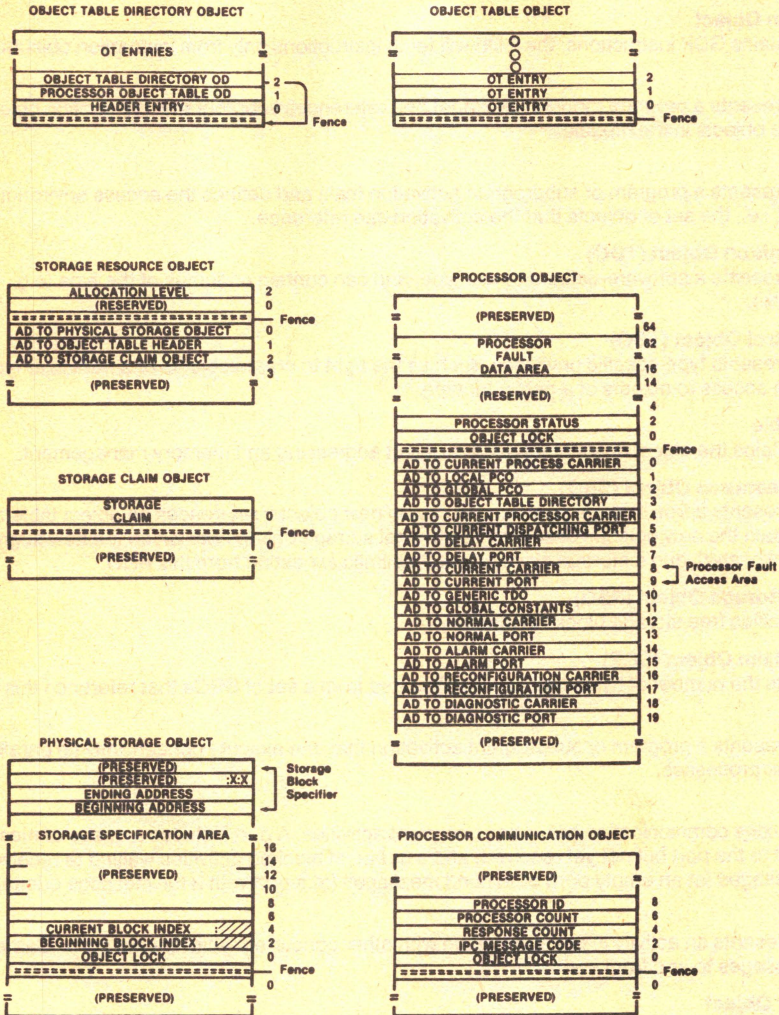 OBJECT TABLE DIRECTORY OBJECT
OT ENTRIES
OBJECT TABLE DIRECTORY OD 2
PROCESSOR OBJECT TABLE OD 1
HEADER ENTRY 0
Fence
OBJECT TABLE OBJECT
OT ENTRY 2
OT ENTRY 1
OT ENTRY 0
Fence
STORAGE RESOURCE OBJECT
ALLOCATION LEVEL 2
(RESERVED) 0
Fence
AD TO PHYSICAL STORAGE OBJECT 0
AD TO OBJECT TABLE HEADER 1
AD TO STORAGE CLAIM OBJECT 2
3
(PRESERVED)
STORAGE CLAIM OBJECT
STORAGE
CLAIM 0
Fence
0
(PRESERVED)
PROCESSOR OBJECT
(PRESERVED)
64
PROCESSOR 62
FAULT
DATA AREA 16
14
(RESERVED)
4
PROCESSOR STATUS 2
OBJECT LOCK 0
Fence
AD TO CURRENT PROCESS CARRIER 0
AD TO LOCAL PCO 1
AD TO GLOBAL PCO 2
AD TO OBJECT TABLE DIRECTORY 3
AD TO CURRENT PROCESSOR CARRIER 4
AD TO CURRENT DISPATCHING PORT 5
AD TO DELAY CARRIER 6
AD TO DELAY PORT 7
AD TO CURRENT CARRIER 8 Processor Fault
AD TO CURRENT PORT 9 Access Area
AD TO GENERIC TDO 10
AD TO GLOBAL CONSTANTS 11
AD TO NORMAL CARRIER 12
AD TO NORMAL PORT 13
AD TO ALARM CARRIER 14
AD TO ALARM PORT 15
AD TO RECONFIGURATION CARRIER 16
AD TO RECONFIGURATION PORT 17
AD TO DIAGNOSTIC CARRIER 18
AD TO DIAGNOSTIC PORT 19
(PRESERVED)
PHYSICAL STORAGE OBJECT
(PRESERVED) Storage
(PRESERVED) :X:X Block
ENDING ADDRESS Specifier
BEGINNING ADDRESS
STORAGE SPECIFICATION AREA
16
14
(PRESERVED) 12
10
8
6
CURRENT BLOCK INDEX : 4
BEGINNING BLOCK INDEX : 2
OBJECT LOCK 0
Fence
0
(PRESERVED)
PROCESSOR COMMUNICATION OBJECT
PROCESSOR ID 8
PROCESSOR COUNT 6
RESPONSE COUNT 4
IPC MESSAGE CODE 2
OBJECT LOCK 0
Fence
0
(PRESERVED)